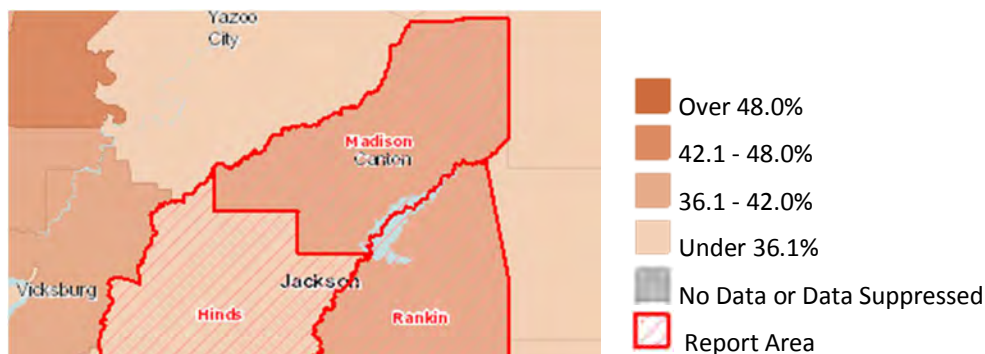 Yazoo
City
Madison
Canton
Jackson
Vicksburg
Hinds
Rankin
Over 48.0%
42.1 - 48.0%
36.1 - 42.0%
Under 36.1%
No Data or Data Suppressed
Report Area